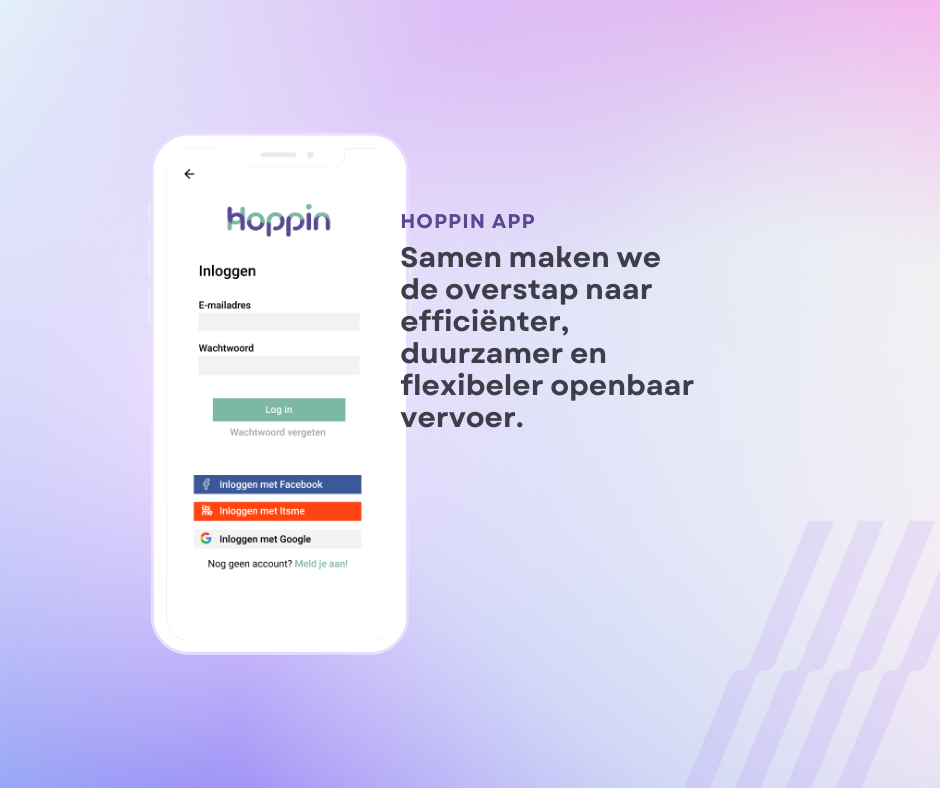 hoppin
Inloggen
E-mailadres
Wachtwoord
Log in
Wachtwoord vergeten
Inloggen met Facebook
Inloggen met Itsme
Inloggen met Google
Nog geen account? Meld je aan!
HOPPIN APP
Samen maken we
de overstap naar
efficiënter,
duurzamer en
flexibeler openbaar
vervoer.